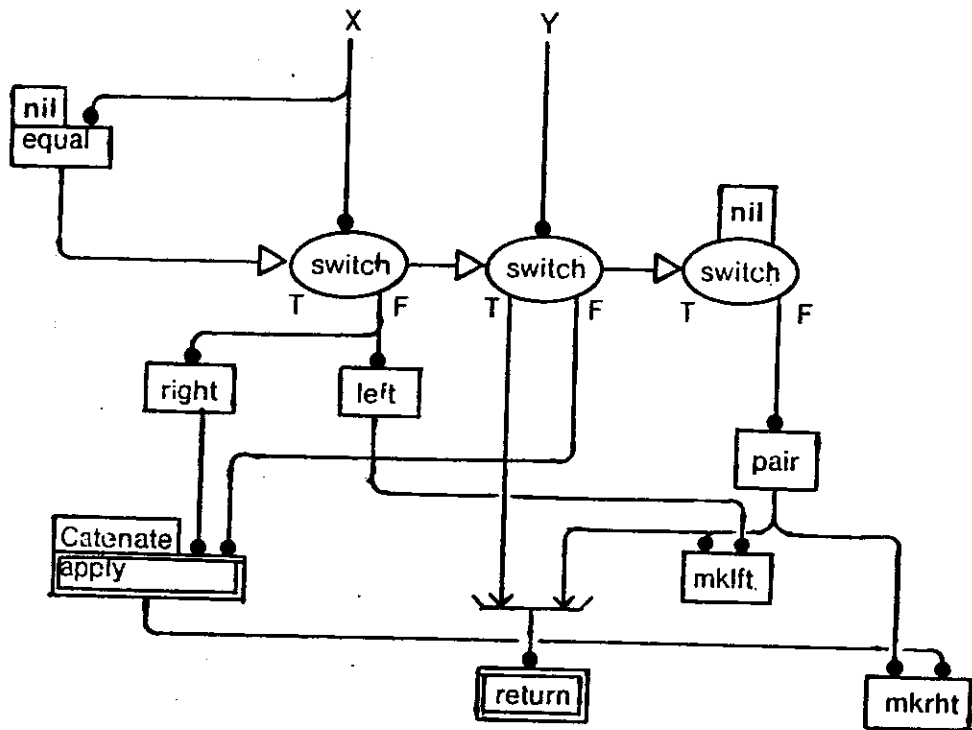 X
Y
nil
equal
nil
switch
switch
switch
T
F
T
F
T
F
right
left
pair
Catenate
apply
mklft
return
mkrht